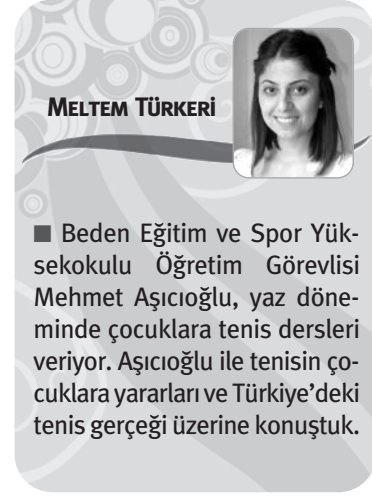 MELTEM TÜRKERİ
■ Beden Eğitim ve Spor Yük-
sekokulu Öğretim Görevlisi
Mehmet Aşıcıoğlu, yaz döne-
minde çocuklara tenis dersleri
veriyor. Aşıcıoğlu ile tenisin ço-
cuklara yararları ve Türkiye’deki
tenis gerçeği üzerine konuştuk.